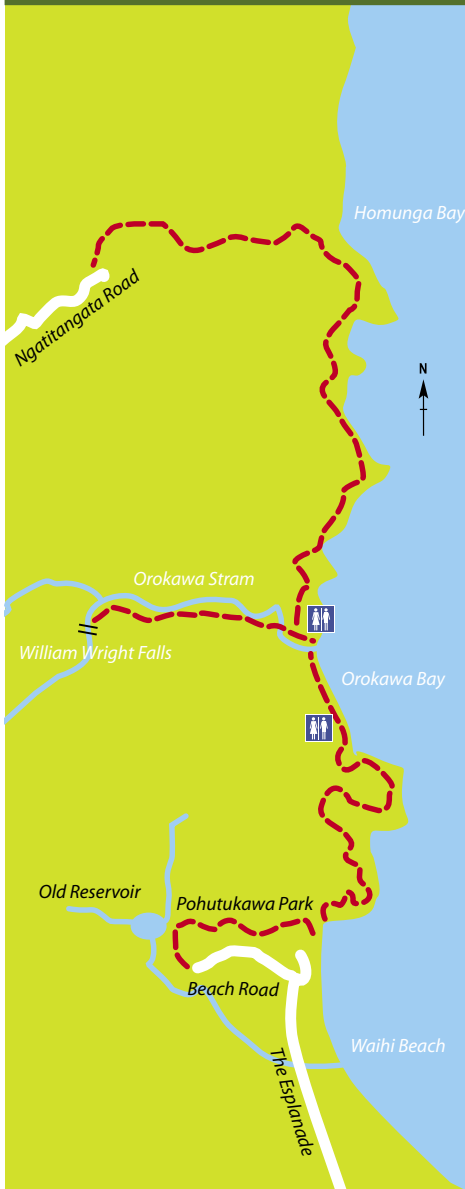 Homunga Bay
Ngatitangata Road
N
Orokawa Stram
William Wright Falls
Orokawa Bay
Old Reservoir
Pohutukawa Park
Beach Road
Waihi Beach
The Esplanade